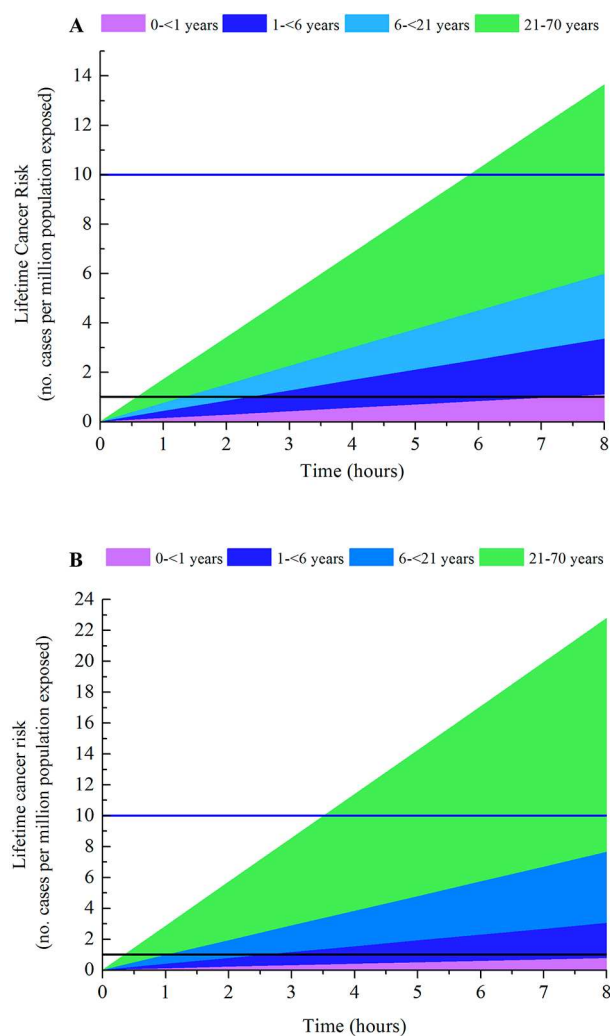 A 0-<1 years 1-<6 years 6-<21 years 21-70 years
Lifetime Cancer Risk
(no. cases per million population exposed)
14
12
10
8
6
4
2
0
0 1 2 3 4 5 6 7 8
Time (hours)
B 0-<1 years 1-<6 years 6-<21 years 21-70 years
Lifetime cancer risk
(no. cases per million population exposed)
24
22
20
18
16
14
12
10
8
6
4
2
0
0 1 2 3 4 5 6 7 8
Time (hours)